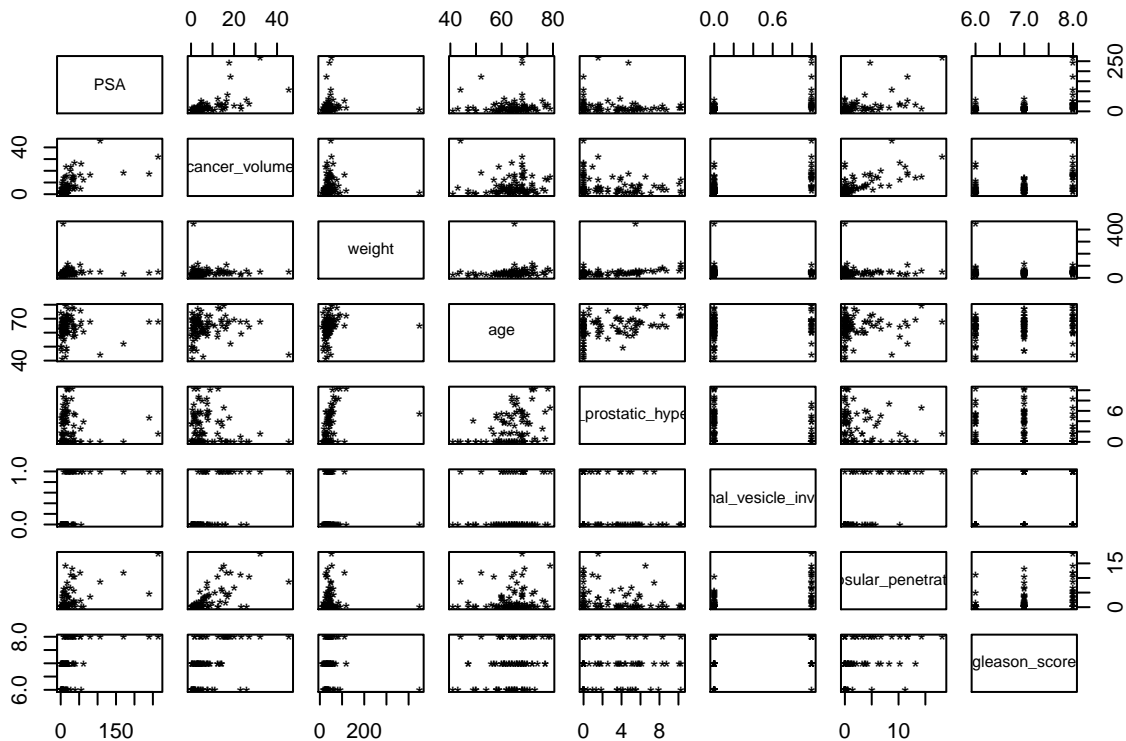 0 20 40
40 60 80
0.0 0.6
6.0 7.0 8.0
PSA
0 250
0 40
cancer_volume
weight
0 400
40 70
age
_prostatic_hype
0 6
0.0 1.0
nal_vesicle_inv
osular_penetrat
0 15
6.0 8.0
gleason_score
0 150
0 200
0 4 8
0 10